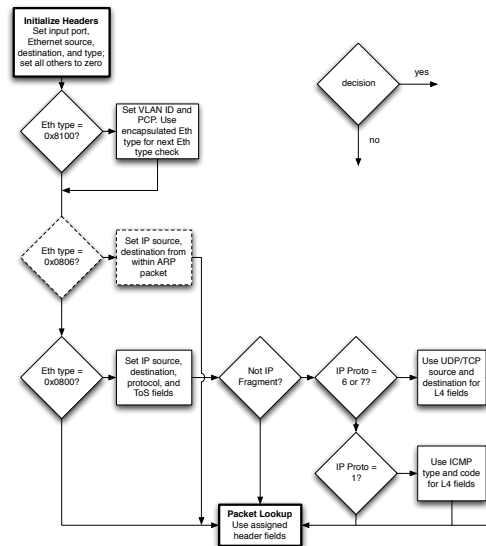 Initialize Headers
Set input port,
Ethernet source,
destination, and type;
set all others to zero
decision
yes
no
Eth type =
0x8100?
Set VLAN ID and
PCP. Use
encapsulated Eth
type for next Eth
type check
Eth type =
0x0806?
Set IP source,
destination from
within ARP
packet
Eth type =
0x0800?
Set IP source,
destination,
protocol, and
ToS fields
Not IP
Fragment?
IP Proto =
6 or 7?
Use UDP/TCP
source and
destination for
L4 fields
IP Proto =
1?
Use ICMP
type and code
for L4 fields
Packet Lookup
Use assigned
header fields